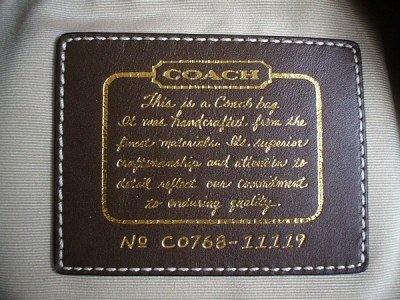 COACH
This is a Coach bag.
It was handcrafted from the
finest materials. Its superior
craftsmanship and attention to
detail reflect our commitment
to enduring quality.
No C0768-11119